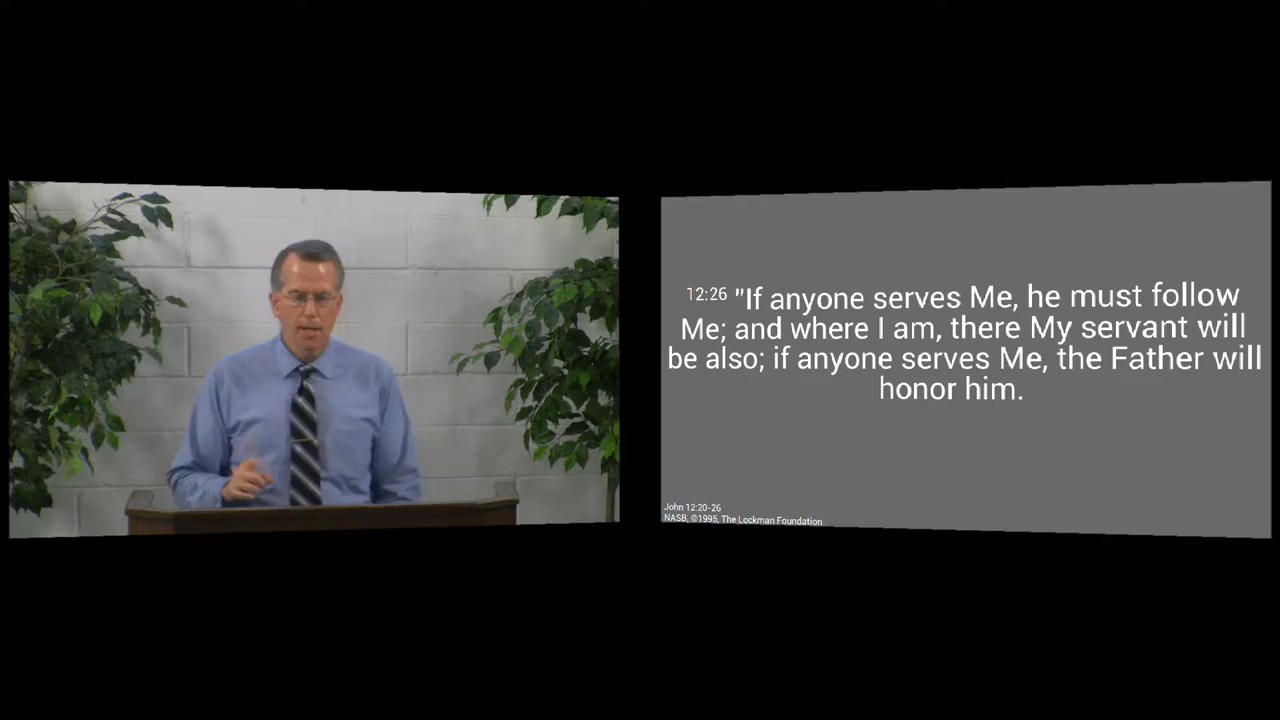 12:26 "If anyone serves Me, he must follow
Me; and where I am, there My servant will
be also; if anyone serves Me, the Father will
honor him.
John 12:20-26
NASB, ©1995, The Lockman Foundation